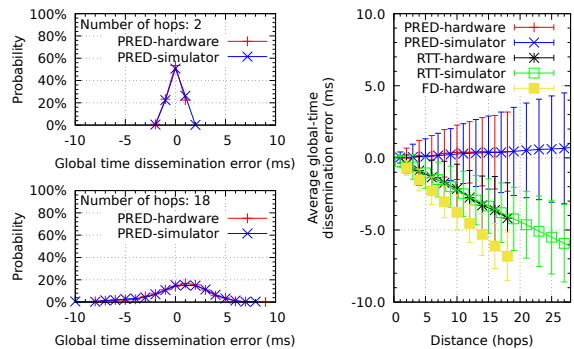 Number of hops: 2
PRED-hardware
PRED-simulator
Probability
100%
80%
60%
40%
20%
0%
-10 -5 0 5 10
Global time dissemination error (ms)
Number of hops: 18
PRED-hardware
PRED-simulator
Probability
100%
80%
60%
40%
20%
0%
-10 -5 0 5 10
Global time dissemination error (ms)
PRED-hardware
PRED-simulator
RTT-hardware
RTT-simulator
FD-hardware
Average global-time
dissemination error (ms)
10.0
5.0
0.0
-5.0
-10.0
0 5 10 15 20 25
Distance (hops)